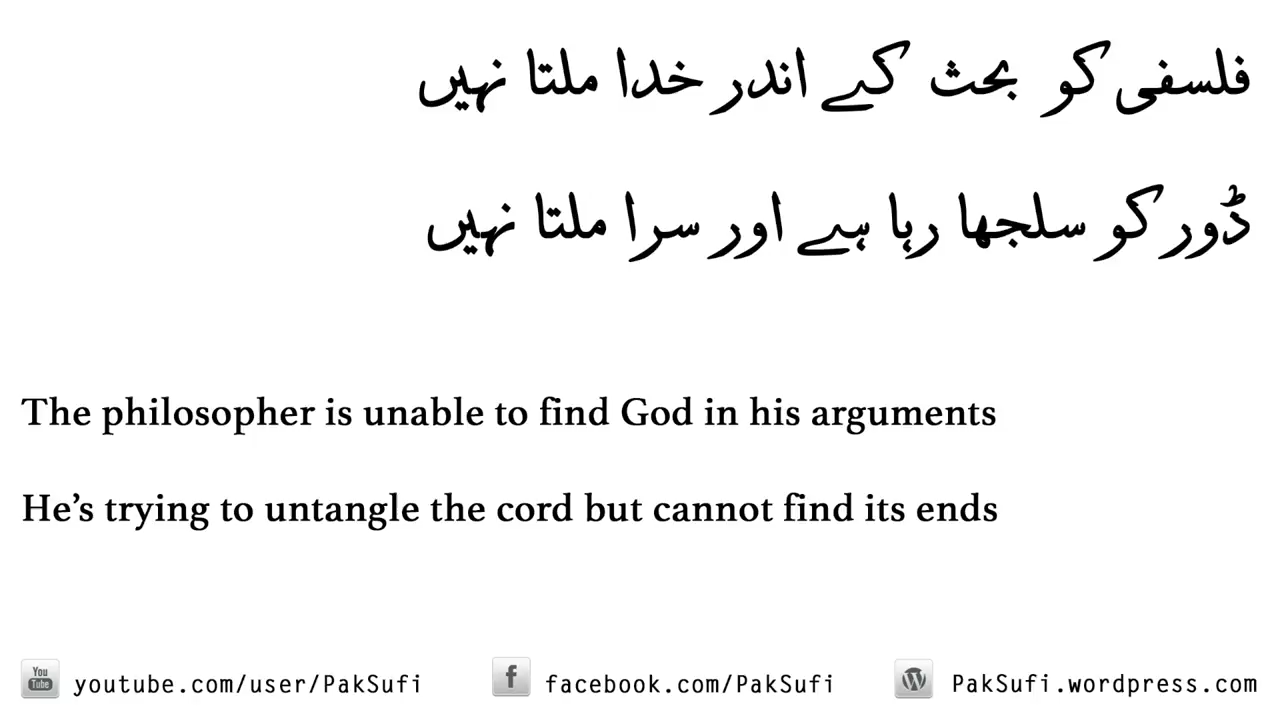 فلسفی کو بحث کے اندر خدا ملتا نہیں
ڈور کو سلجھا رہا ہے اور سرا ملتا نہیں
The philosopher is unable to find God in his arguments
He’s trying to untangle the cord but cannot find its ends
You Tube youtube.com/user/PakSufi f facebook.com/PakSufi W PakSufi.wordpress.com